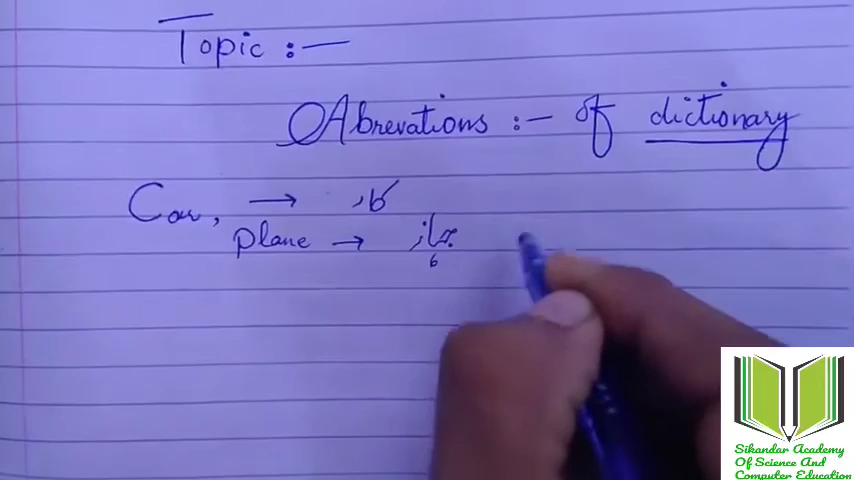 Topic :—
Abrevations :— of dictionary
Car, → کار
plane → جہاز
Sikandar Academy
Of Science And
Computer Education